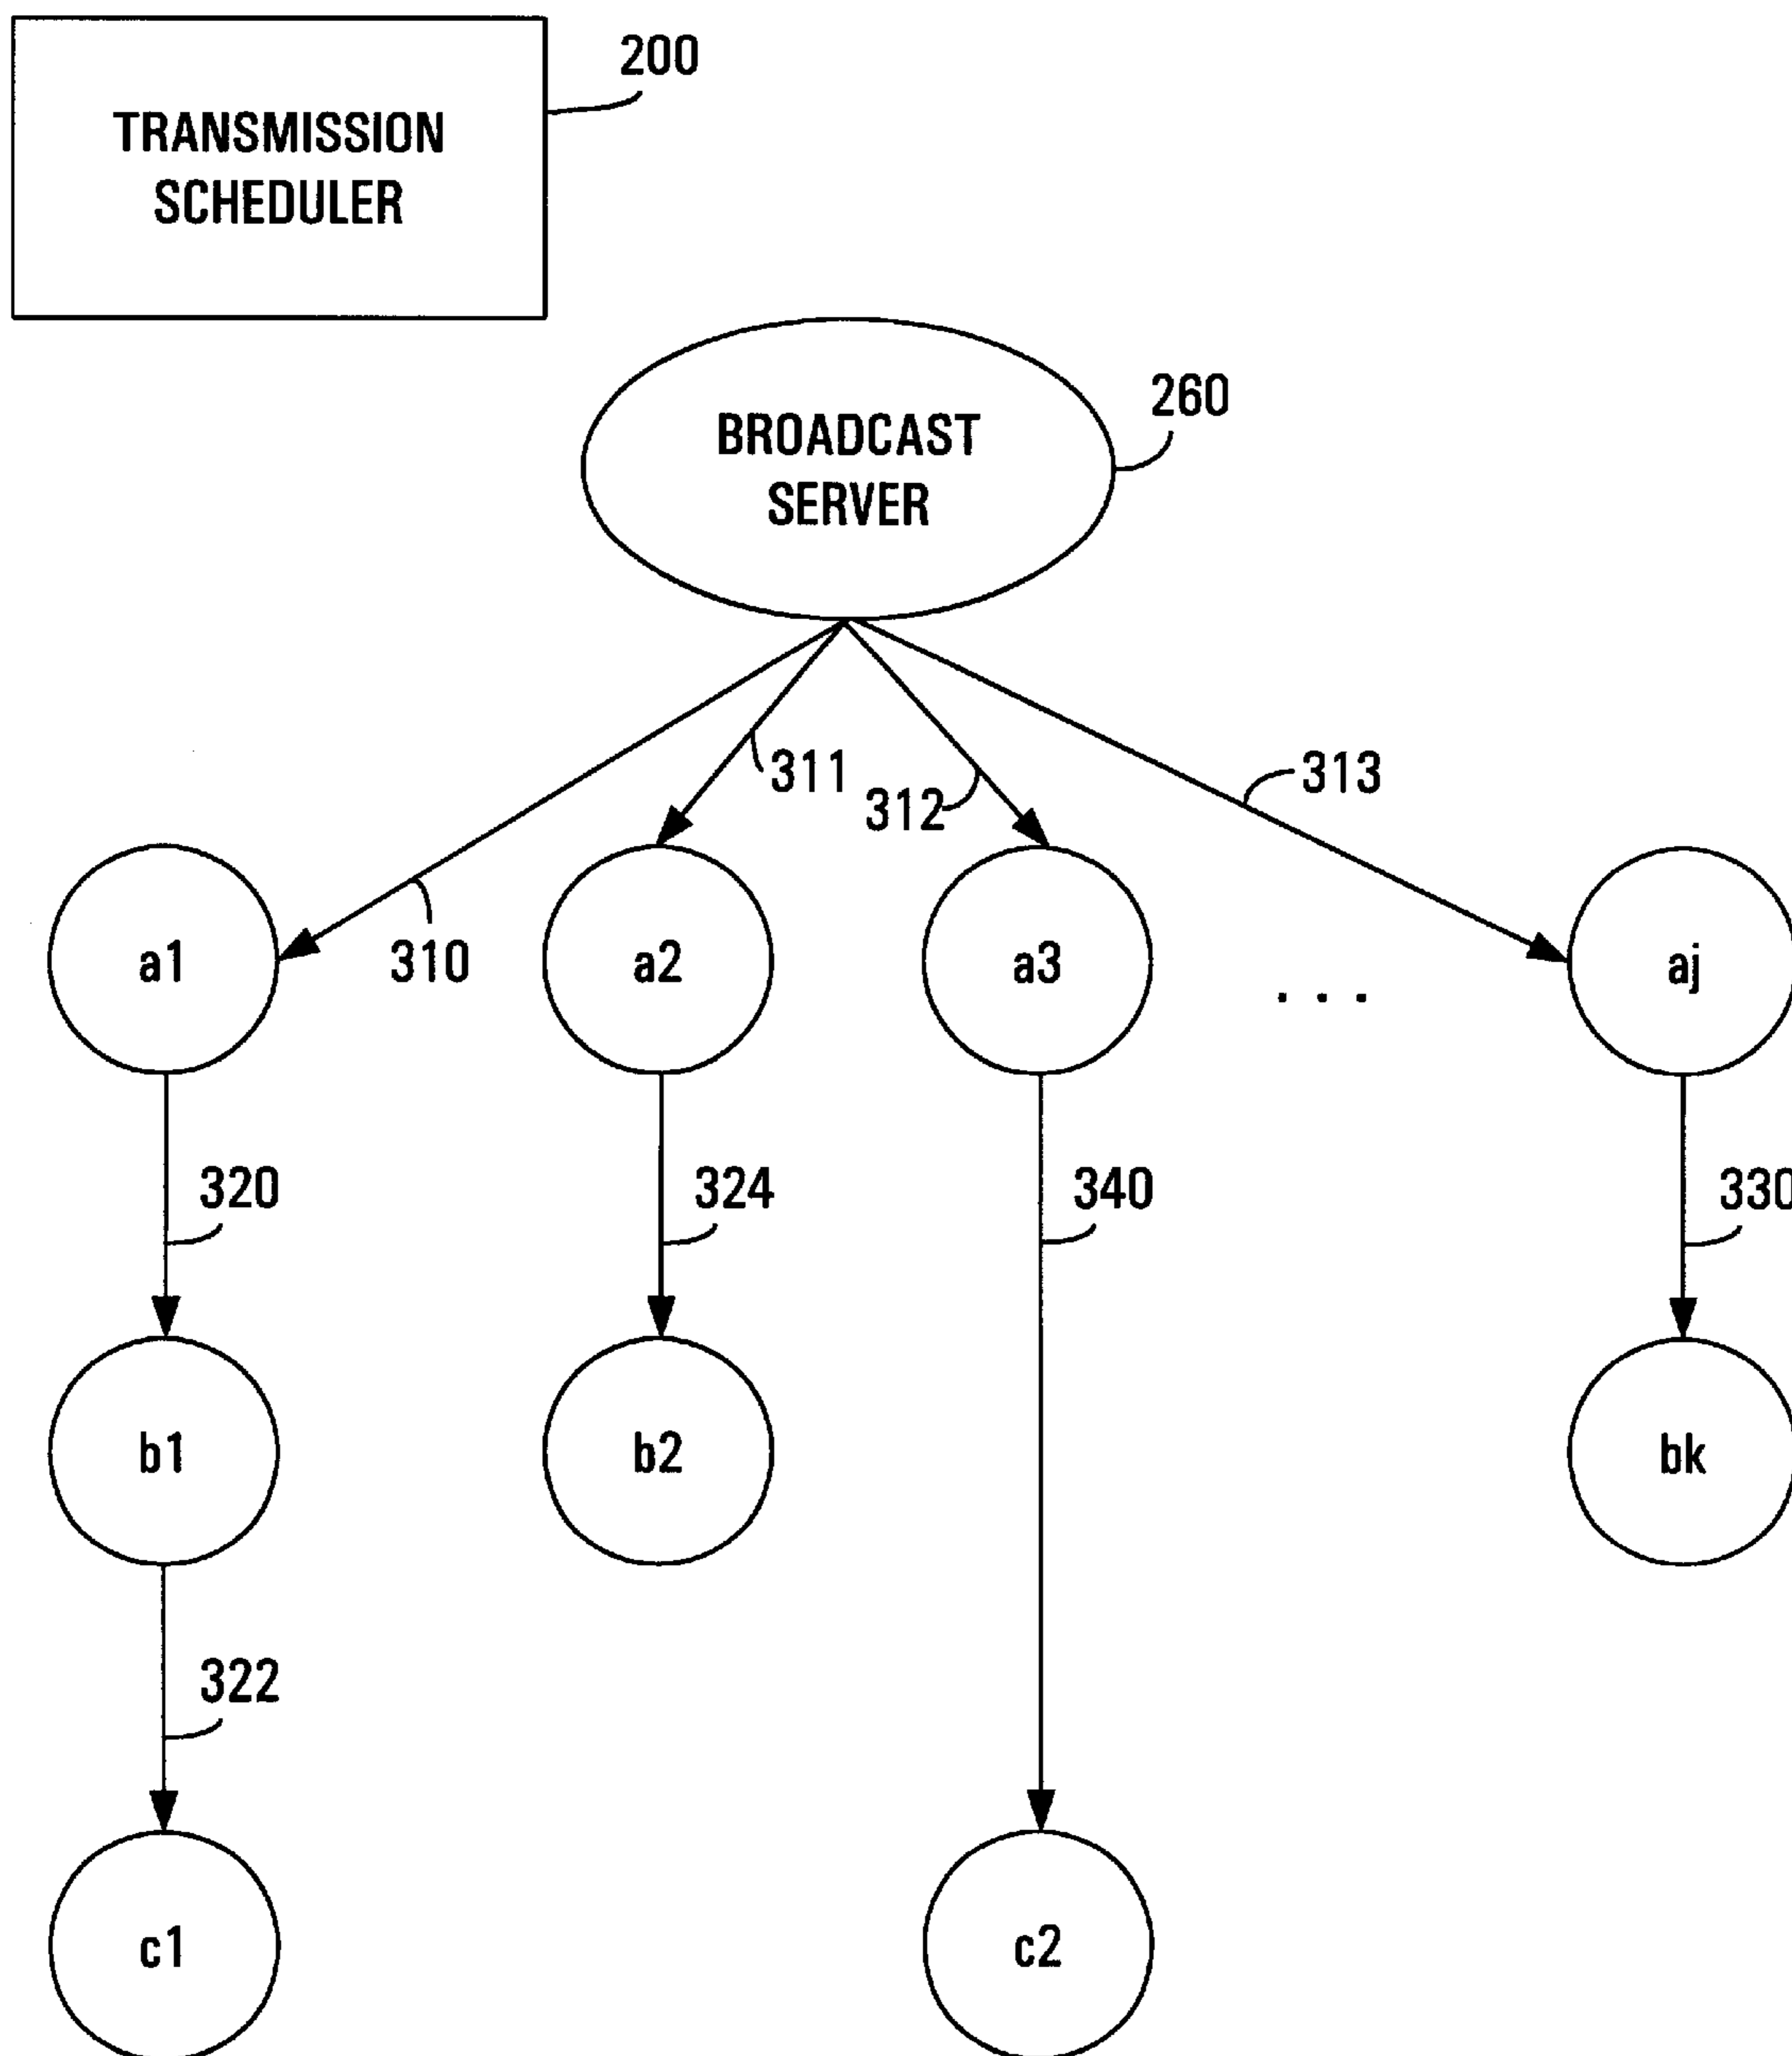 200
TRANSMISSION
SCHEDULER
260
BROADCAST
SERVER
311
312
313
310
a1
a2
a3
. . .
aj
320
324
340
330
b1
b2
bk
322
c1
c2